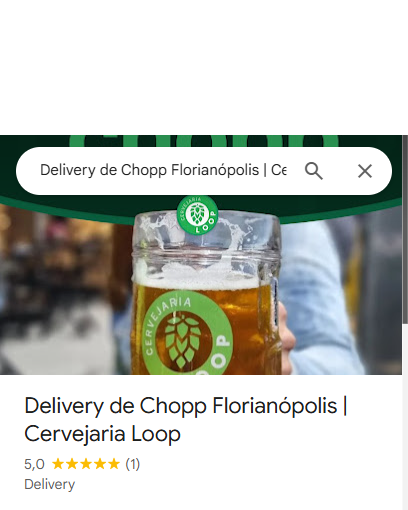 chopp
Delivery de Chopp Florianópolis | Ce
CERVEJARIA
LOOP
CERVEJARIA
LOOP
Delivery de Chopp Florianópolis |
Cervejaria Loop
5,0 ★★★★★ (1)
Delivery